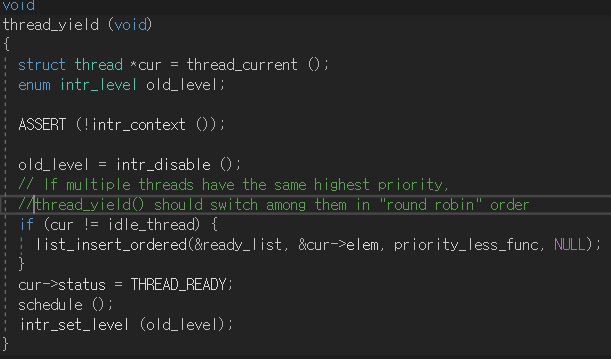 void
thread_yield (void)
{
  struct thread *cur = thread_current ();
  enum intr_level old_level;

  ASSERT (!intr_context ());

  old_level = intr_disable ();
  // If multiple threads have the same highest priority,
  //thread_yield() should switch among them in "round robin" order
  if (cur != idle_thread) {
    list_insert_ordered(&ready_list, &cur->elem, priority_less_func, NULL);
  }
  cur->status = THREAD_READY;
  schedule ();
  intr_set_level (old_level);
}